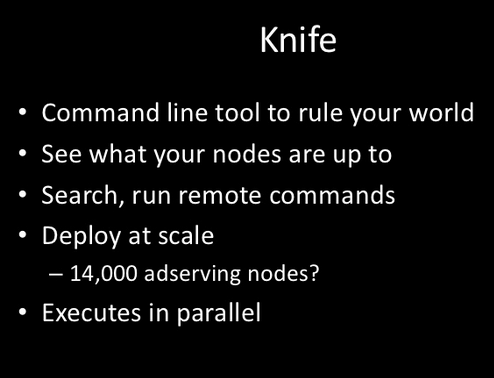 Knife
• Command line tool to rule your world
• See what your nodes are up to
• Search, run remote commands
• Deploy at scale
– 14,000 adserving nodes?
• Executes in parallel